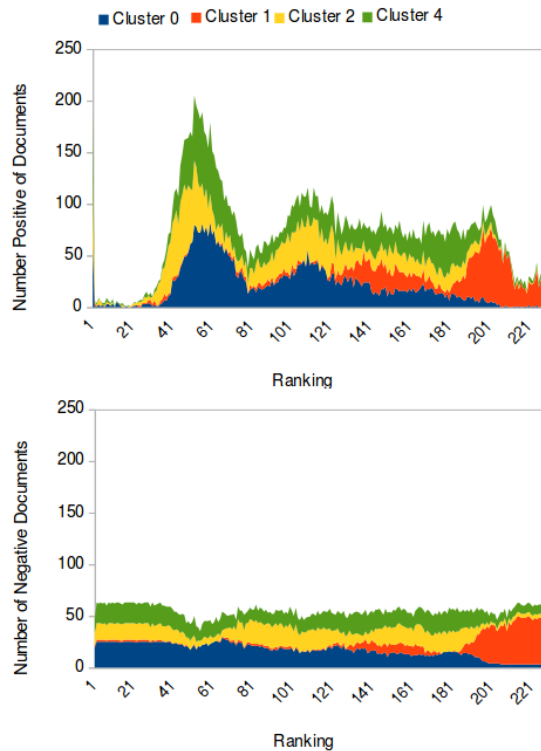 Cluster 0 Cluster 1 Cluster 2 Cluster 4
250
200
150
100
50
0
Number Positive of Documents
1 21 41 61 81 101 121 141 161 181 201 221
Ranking
250
200
150
100
50
0
Number of Negative Documents
1 21 41 61 81 101 121 141 161 181 201 221
Ranking